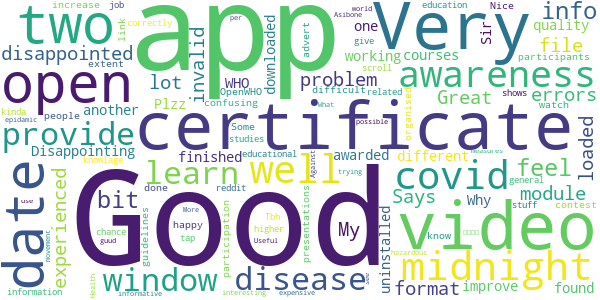 two
app
Very
info
increase
job
link
correctly
advert
Nice
Sir
quality
education
per
Asibone
world
give
extent
disappointed
lot
invalid
downloaded
WHO
OpenWHO
one
file
participants
open
problem
working
courses
awareness
people
another
Plzz
confusing
difficult
related
scroll
organised
Great
errors
watch
epidamic
kinda
provide
certificate
loaded
Disappointing
knowlage
Some
studies
What
possible
shows
finished
educational
Against
awarded
different
measures
date
experienced
learn
well
covid
feel
bit
done
reddit
trying
Says
Why
module
Good
My
uninstalled
know
stuff
general
contest
use
happy
More
Tbh
higher
Useful
chance
guud
tap
guidelines
participation
presentations
video
movement
window
disease
midnight
hazardous
format
improve
found
information
Health
informative
interesting
expensive
see